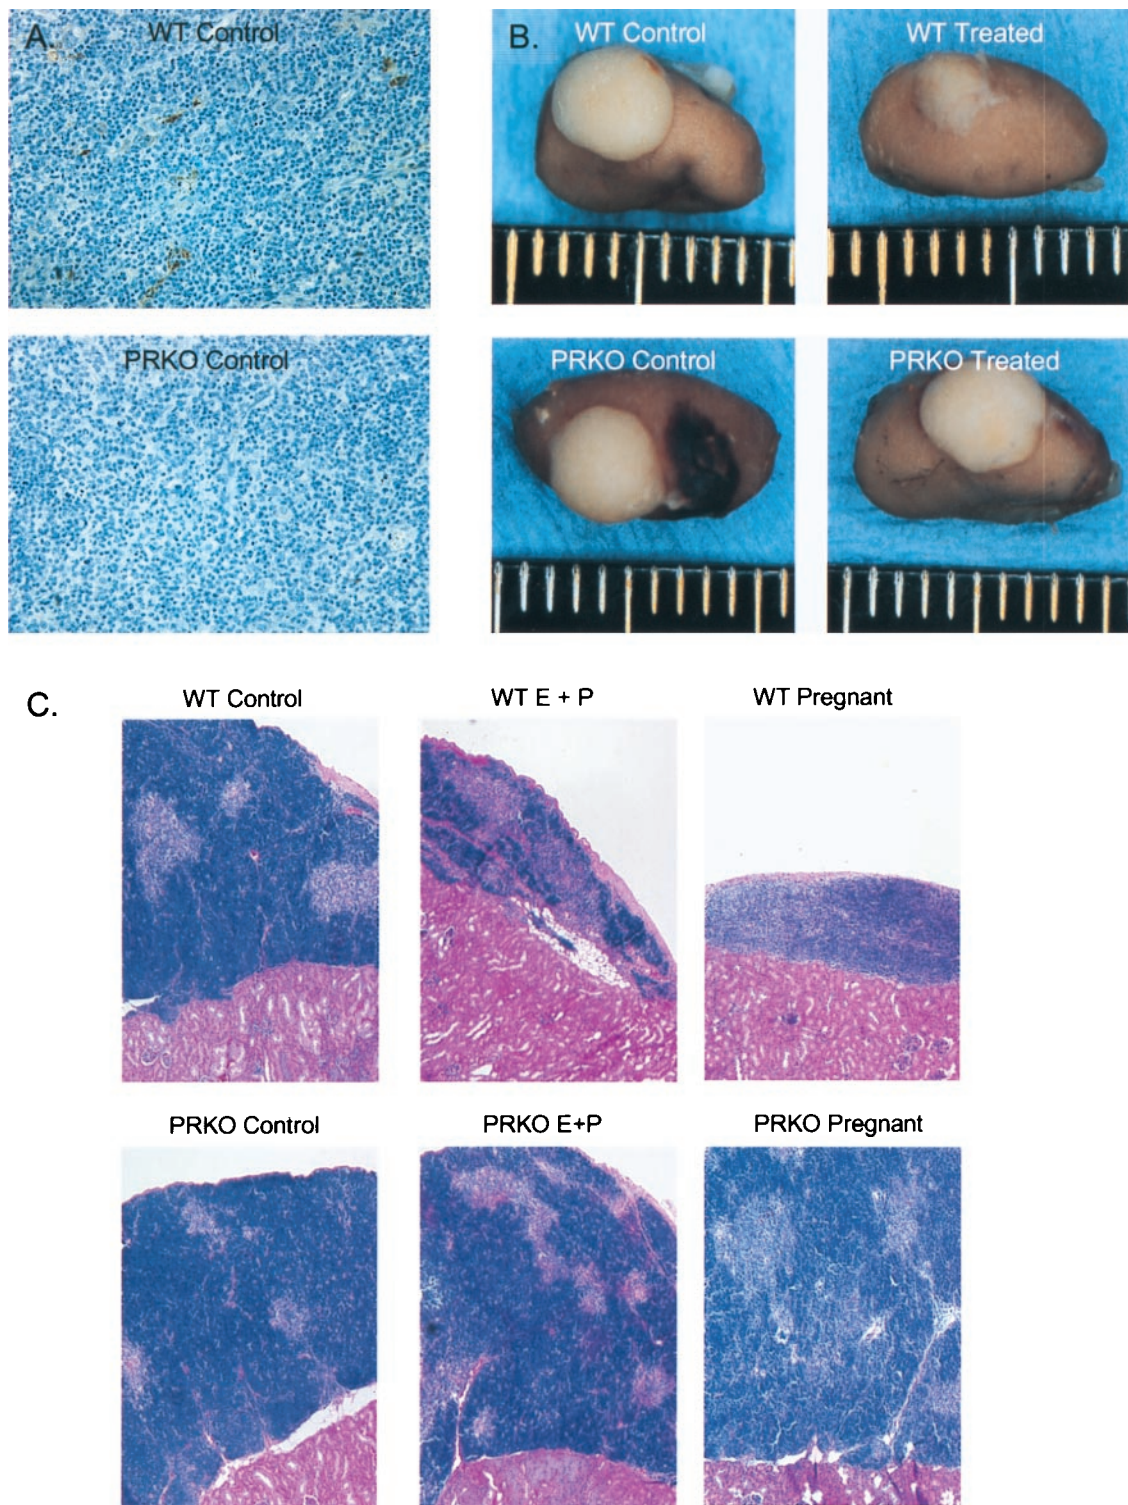 A.
WT Control
PRKO Control
B.
WT Control
WT Treated
PRKO Control
PRKO Treated
C.
WT Control
WT E + P
WT Pregnant
PRKO Control
PRKO E+P
PRKO Pregnant